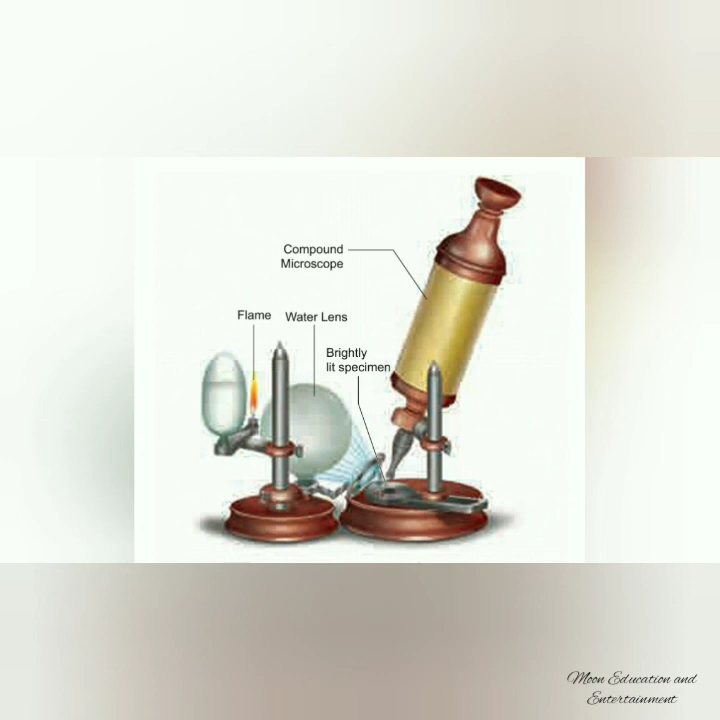 Compound
Microscope
Flame
Water Lens
Brightly
lit specimen
Moon Education and
Entertainment